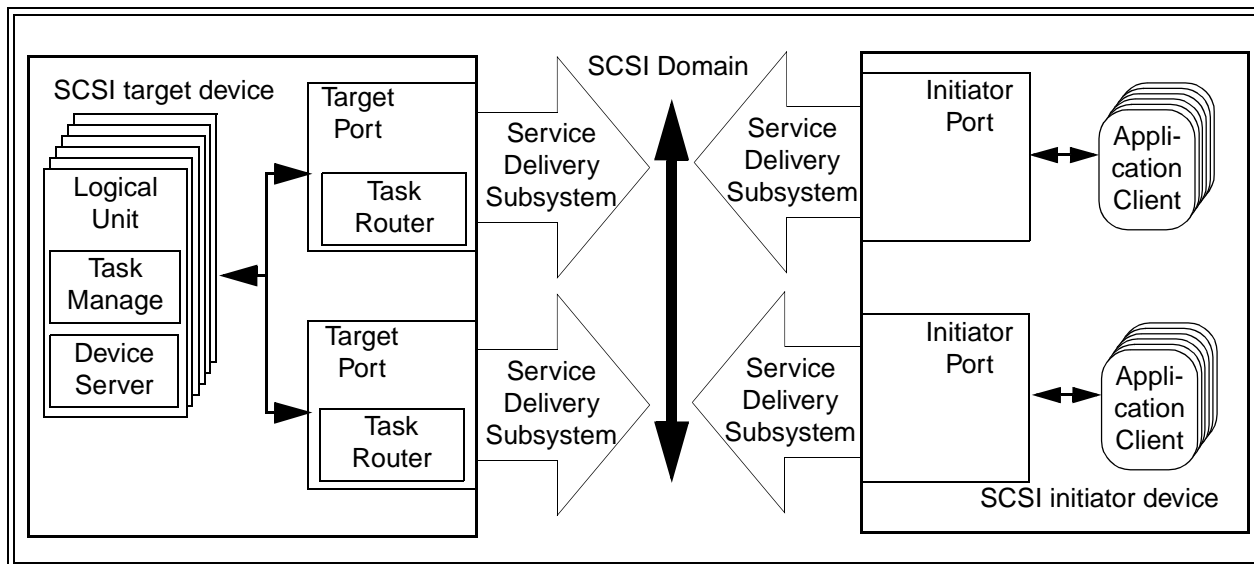 SCSI target device
Logical
Unit
Task
Manage
Device
Server
Target
Port
Task
Router
Target
Port
Task
Router
Service
Delivery
Subsystem
Service
Delivery
Subsystem
SCSI Domain
Service
Delivery
Subsystem
Service
Delivery
Subsystem
Initiator
Port
Appli-
cation
Client
Initiator
Port
Appli-
cation
Client
SCSI initiator device